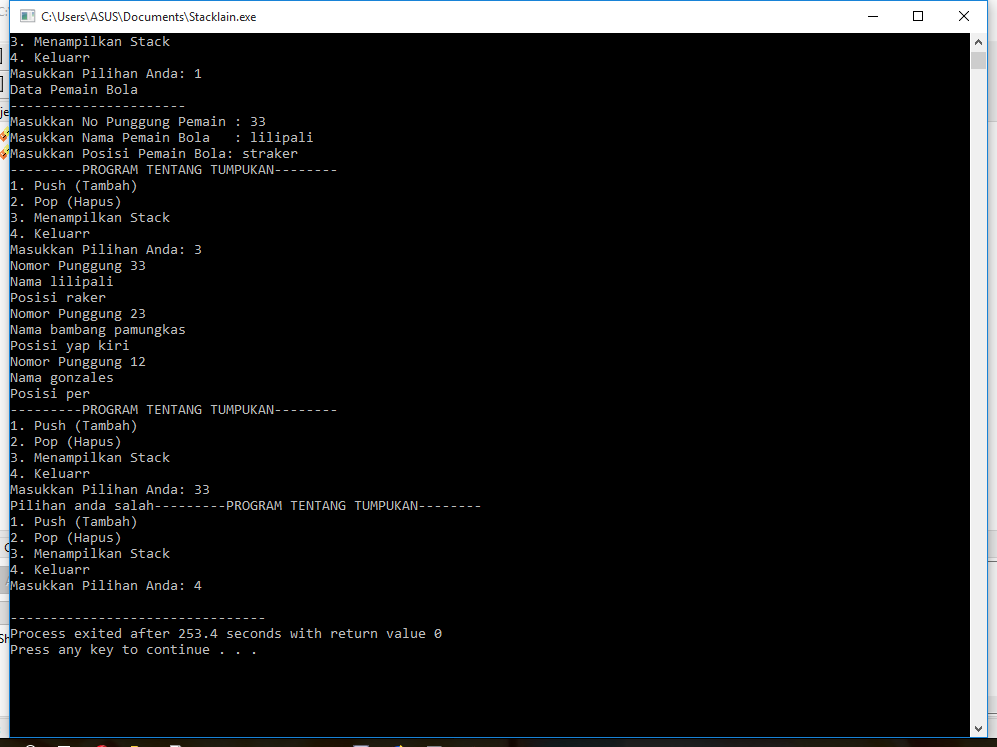 C:\Users\ASUS\Documents\Stacklain.exe
3. Menampilkan Stack
4. Keluarr
Masukkan Pilihan Anda: 1
Data Pemain Bola
----------------------
Masukkan No Punggung Pemain : 33
Masukkan Nama Pemain Bola   : lilipali
Masukkan Posisi Pemain Bola: straker
---------PROGRAM TENTANG TUMPUKAN--------
1. Push (Tambah)
2. Pop (Hapus)
3. Menampilkan Stack
4. Keluarr
Masukkan Pilihan Anda: 3
Nomor Punggung 33
Nama lilipali
Posisi raker
Nomor Punggung 23
Nama bambang pamungkas
Posisi yap kiri
Nomor Punggung 12
Nama gonzales
Posisi per
---------PROGRAM TENTANG TUMPUKAN--------
1. Push (Tambah)
2. Pop (Hapus)
3. Menampilkan Stack
4. Keluarr
Masukkan Pilihan Anda: 33
Pilihan anda salah---------PROGRAM TENTANG TUMPUKAN--------
1. Push (Tambah)
2. Pop (Hapus)
3. Menampilkan Stack
4. Keluarr
Masukkan Pilihan Anda: 4
--------------------------------
Process exited after 253.4 seconds with return value 0
Press any key to continue . . .